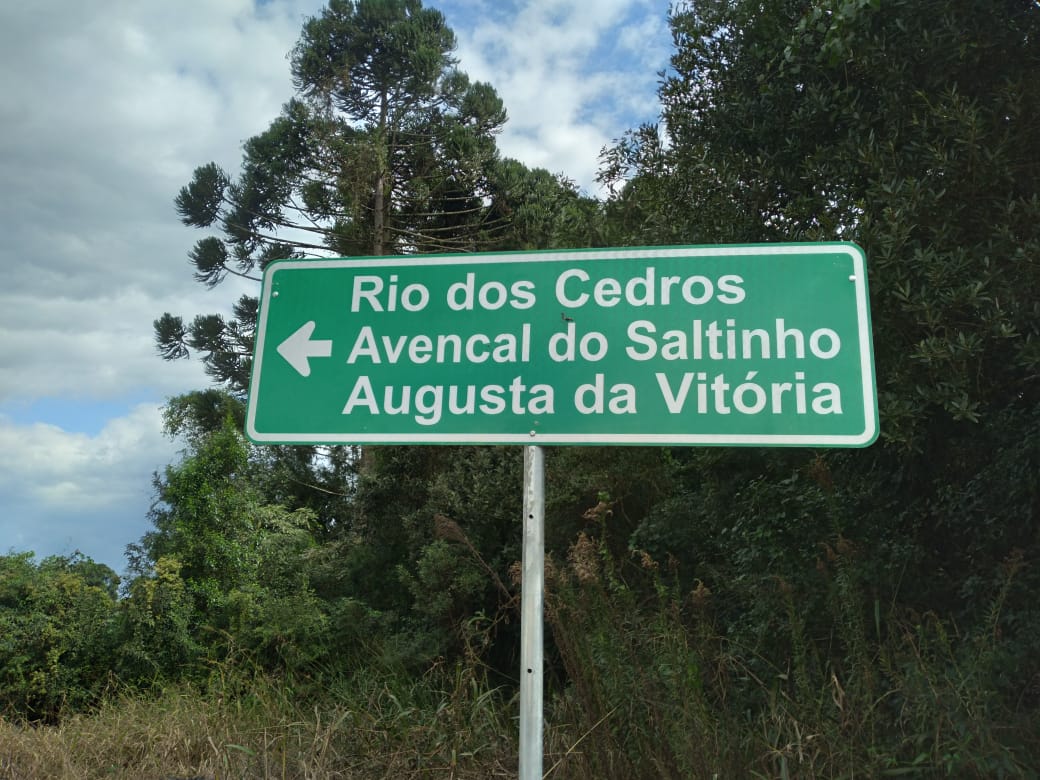 Rio dos Cedros
Avencal do Saltinho
Augusta da Vitória